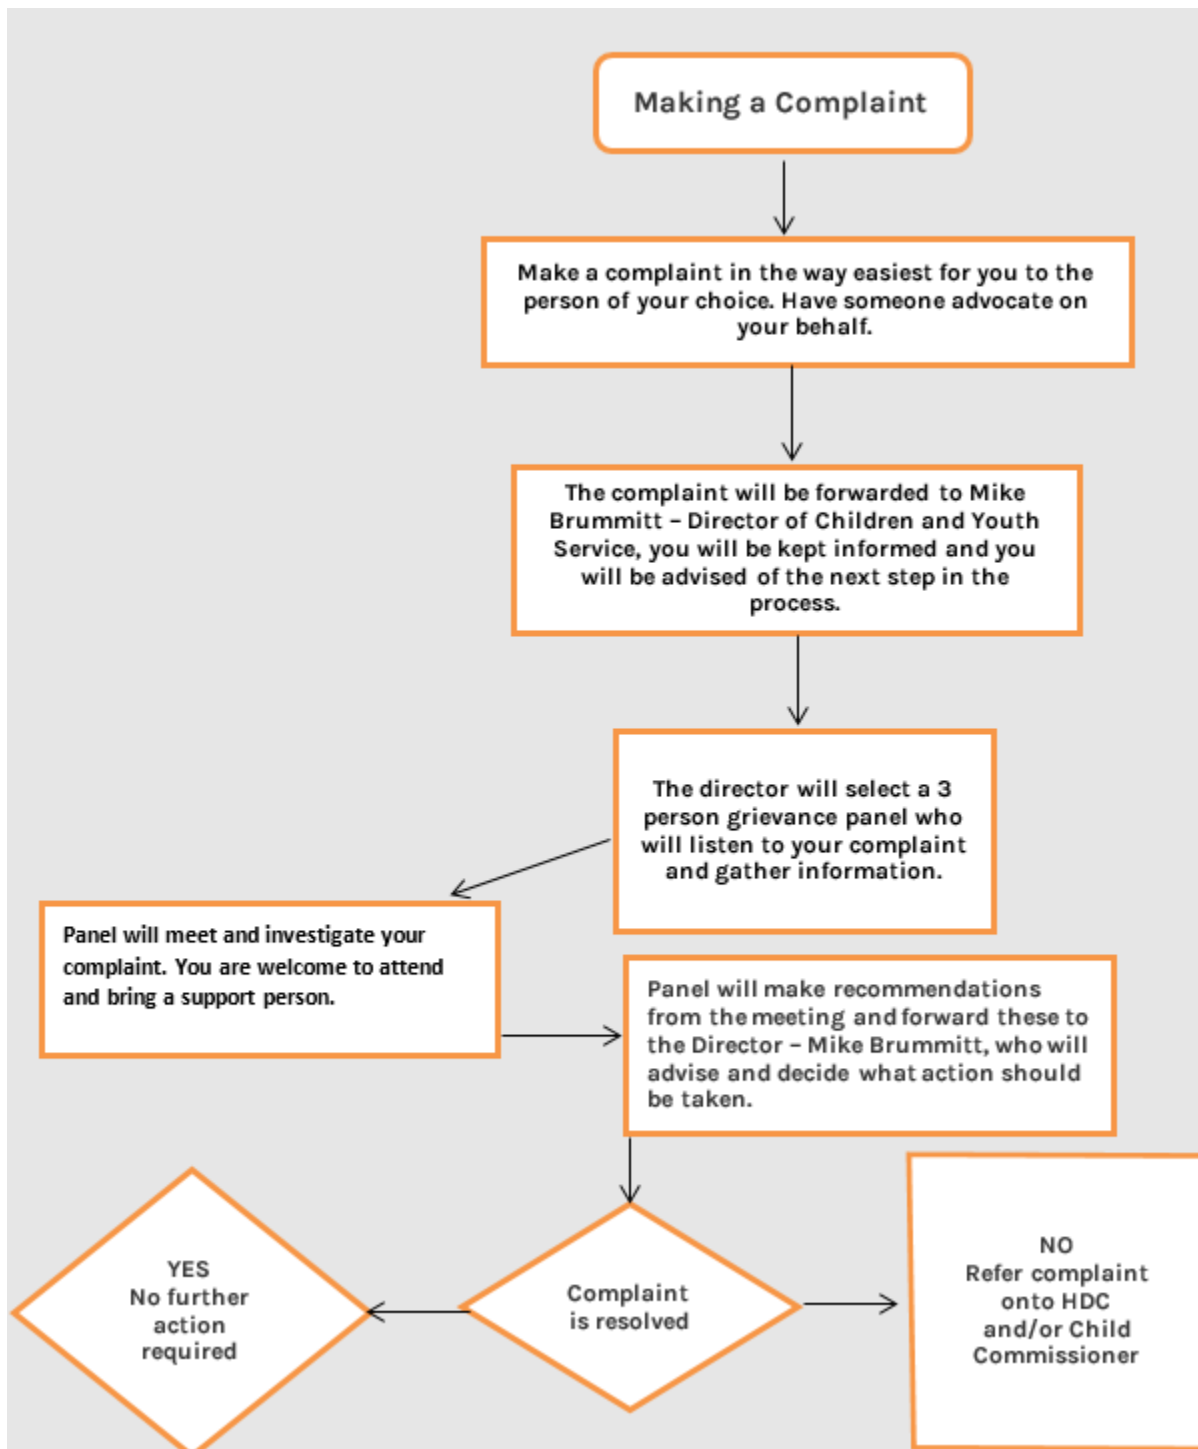 Making a Complaint
Make a complaint in the way easiest for you to the
person of your choice. Have someone advocate on
your behalf.
The complaint will be forwarded to Mike
Brummitt – Director of Children and Youth
Service, you will be kept informed and you
will be advised of the next step in the
process.
The director will select a 3
person grievance panel who
will listen to your complaint
and gather information.
Panel will meet and investigate your
complaint. You are welcome to attend
and bring a support person.
Panel will make recommendations
from the meeting and forward these to
the Director – Mike Brummitt, who will
advise and decide what action should
be taken.
YES
No further
action
required
Complaint
is resolved
NO
Refer complaint
onto HDC
and/or Child
Commissioner